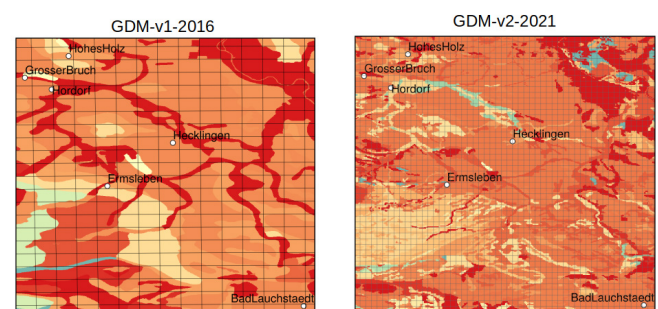 GDM-v1-2016
HohesHolz
GrosserBruch
Hordorf
Hecklingen
Ermsleben
BadLauchstaedt
GDM-v2-2021
HohesHolz
GrosserBruch
Hordorf
Hecklingen
Ermsleben
BadLauchstaedt